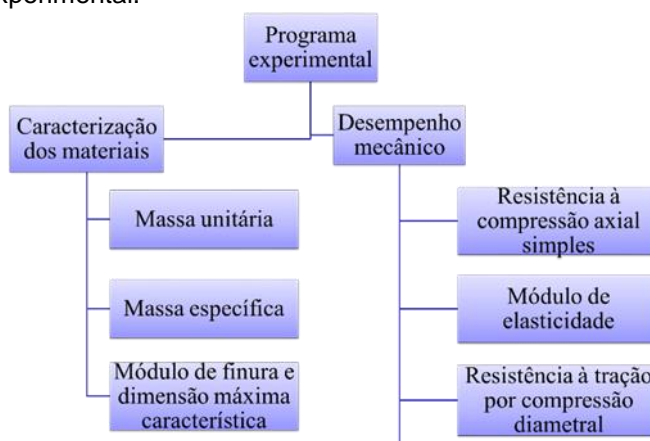 xperimental.
Programa
experimental
Caracterização
dos materiais
Massa unitária
Massa específica
Módulo de finura e
dimensão máxima
característica
Desempenho
mecânico
Resistência à
compressão axial
simples
Módulo de
elasticidade
Resistência à tração
por compressão
diametral